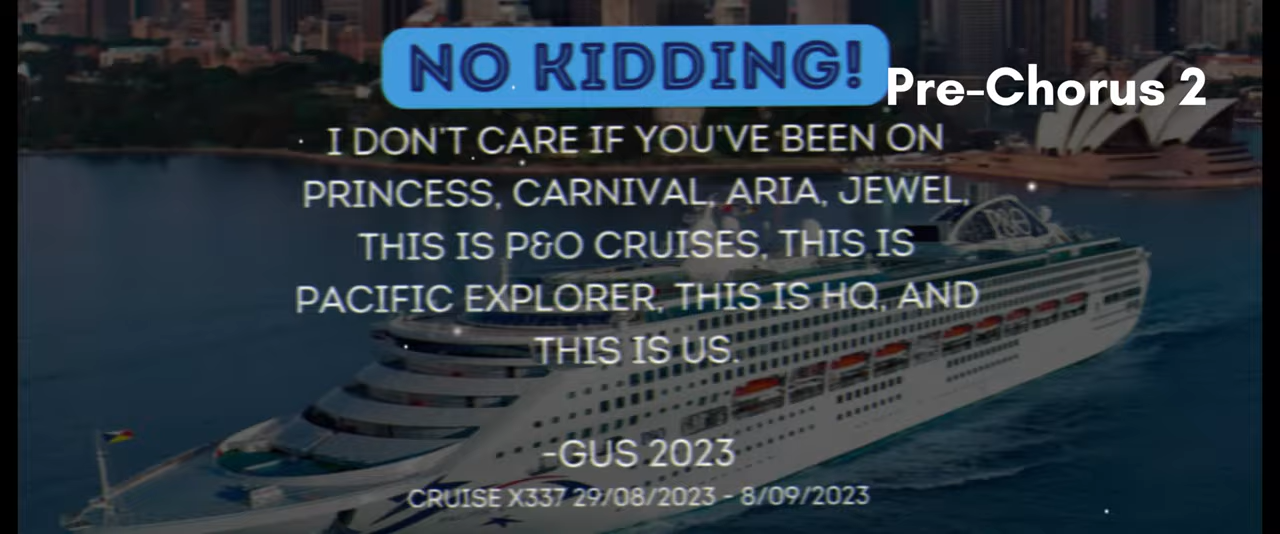 NO KIDDING!
Pre-Chorus 2
I DON'T CARE IF YOU'VE BEEN ON
PRINCESS, CARNIVAL, ARIA, JEWEL,
THIS IS P&O CRUISES, THIS IS
PACIFIC EXPLORER, THIS IS HQ, AND
THIS IS US.
-GUS 2023
CRUISE X337 29/08/2023 - 8/09/2023
P&O